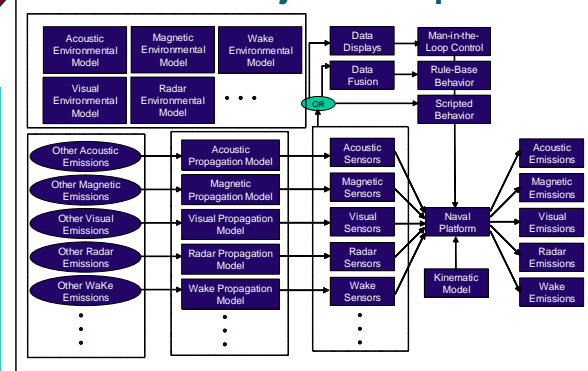 Acoustic
Environmental
Model
Magnetic
Environmental
Model
Wake
Environmental
Model
Visual
Environmental
Model
Radar
Environmental
Model
Data
Displays
Man-in-the-
Loop Control
Data
Fusion
Rule-Base
Behavior
OR
Scripted
Behavior
Other Acoustic
Emissions
Acoustic
Propagation Model
Acoustic
Sensors
Acoustic
Emissions
Other Magnetic
Emissions
Magnetic
Propagation Model
Magnetic
Sensors
Magnetic
Emissions
Other Visual
Emissions
Visual Propagation
Model
Visual
Sensors
Naval
Platform
Visual
Emissions
Other Radar
Emissions
Radar Propagation
Model
Radar
Sensors
Radar
Emissions
Other WaKe
Emissions
Wake Propagation
Model
Wake
Sensors
Kinematic
Model
Wake
Emissions